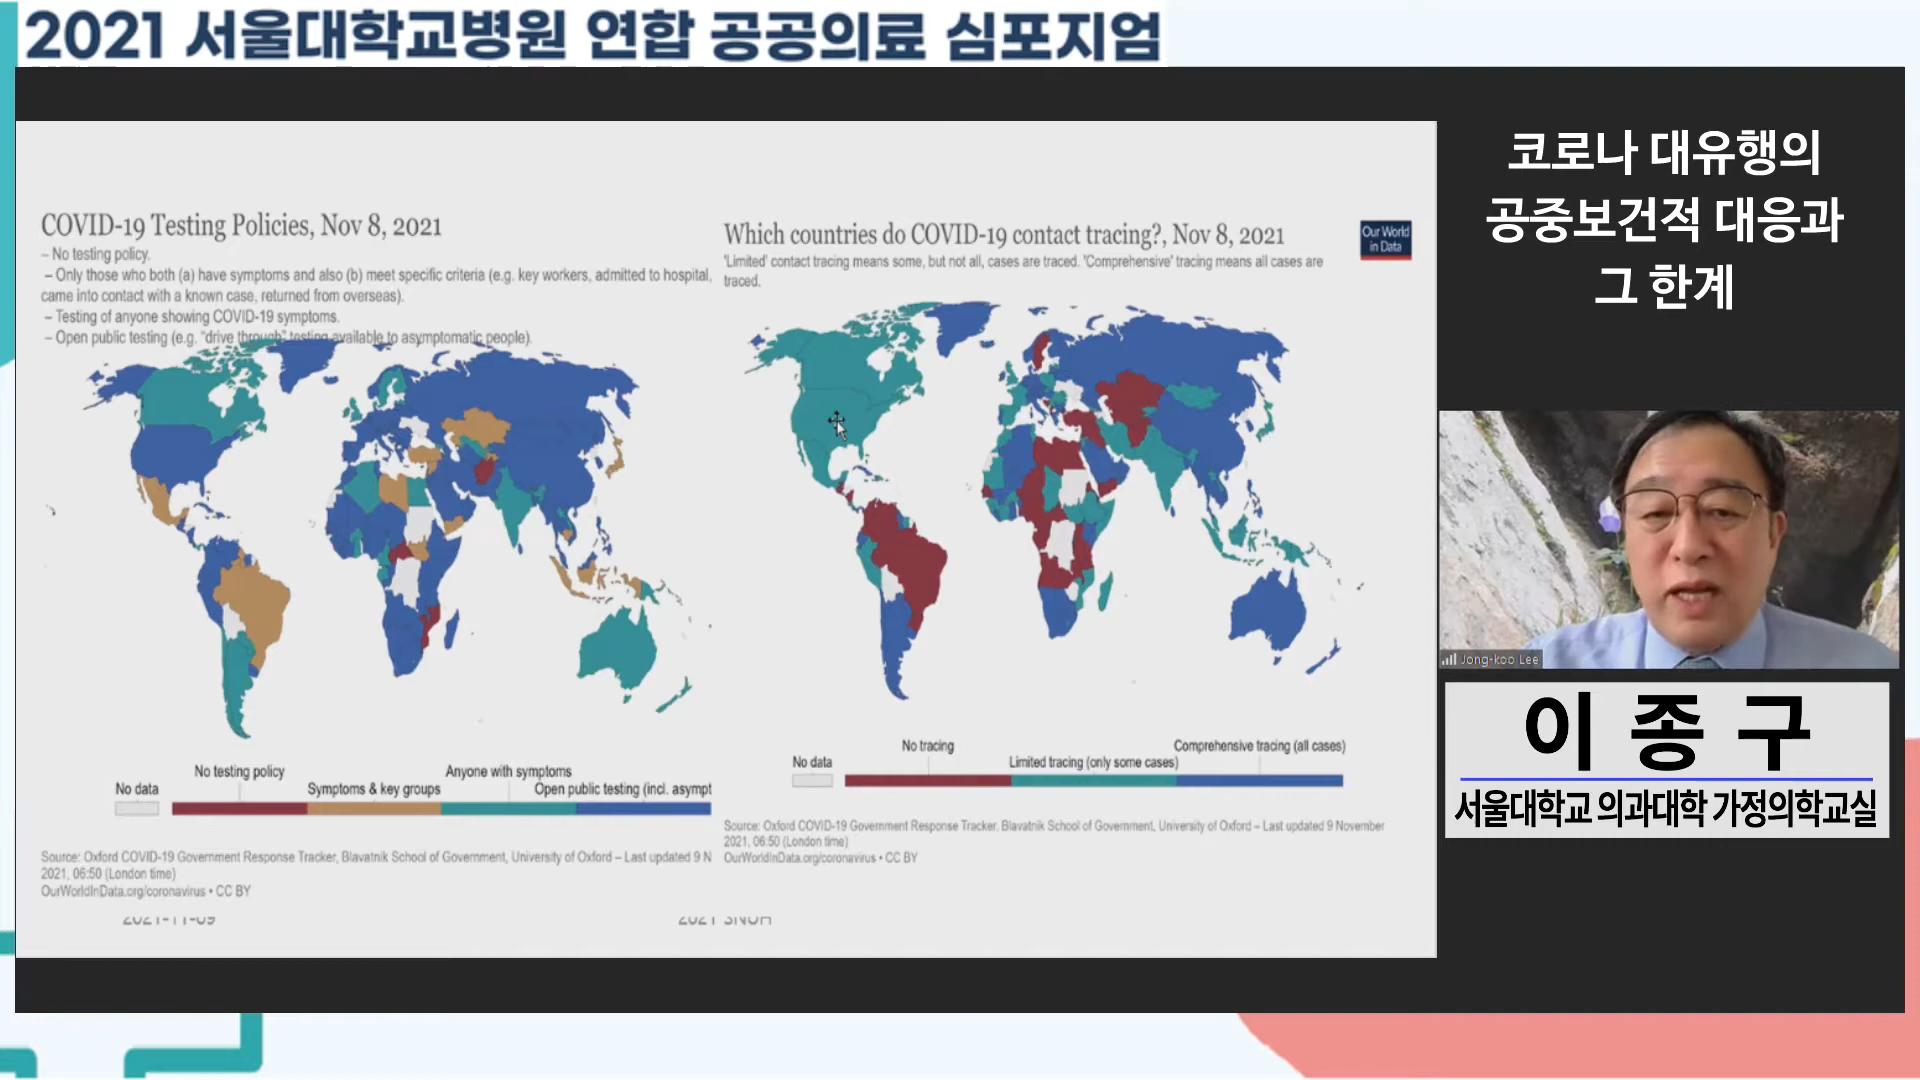 2021 서울대학교병원 연합 공공의료 심포지엄
COVID-19 Testing Policies, Nov 8, 2021
– No testing policy.
– Only those who both (a) have symptoms and also (b) meet specific criteria (e.g. key workers, admitted to hospital,
came into contact with a known case, returned from overseas).
– Testing of anyone showing COVID-19 symptoms.
– Open public testing (e.g. "drive through" testing available to asymptomatic people).
No data
No testing policy
Symptoms & key groups
Anyone with symptoms
Open public testing (incl. asympt
Source: Oxford COVID-19 Government Response Tracker, Blavatnik School of Government, University of Oxford – Last updated 9 N
2021, 06:50 (London time)
OurWorldInData.org/coronavirus • CC BY
Which countries do COVID-19 contact tracing?, Nov 8, 2021
'Limited' contact tracing means some, but not all, cases are traced. 'Comprehensive' tracing means all cases are
traced.
Our World
in Data
No data
No tracing
Limited tracing (only some cases)
Comprehensive tracing (all cases)
Source: Oxford COVID-19 Government Response Tracker, Blavatnik School of Government, University of Oxford – Last updated 9 November
2021, 06:50 (London time)
OurWorldInData.org/coronavirus • CC BY
2021-11-09
2021 SNUH
코로나 대유행의
공중보건적 대응과
그 한계
Jong-koo Lee
이 종 구
서울대학교 의과대학 가정의학교실